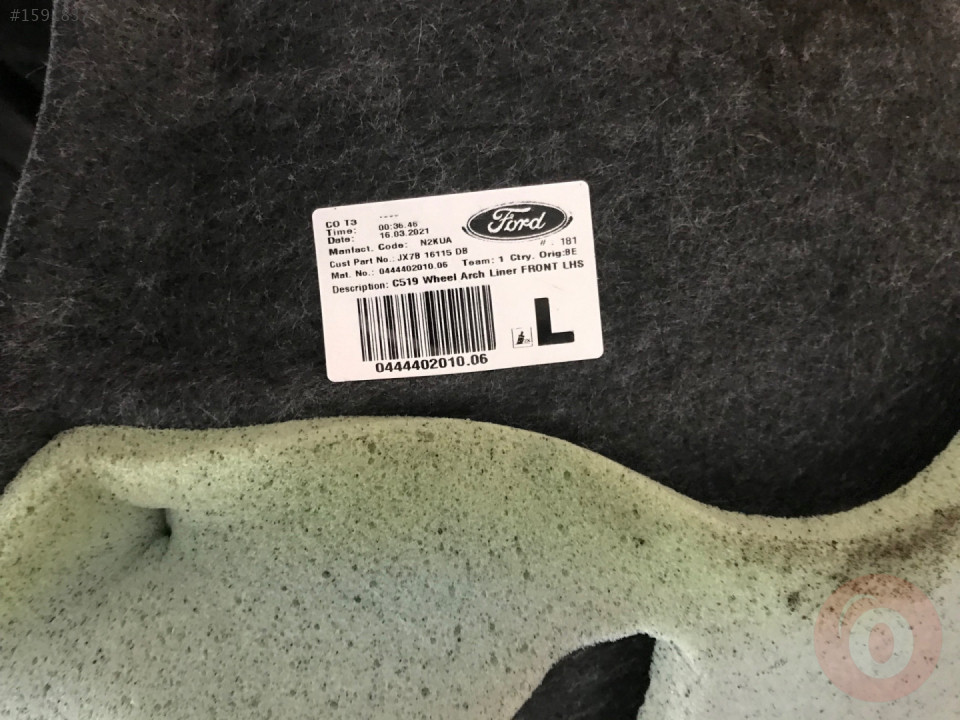 CO T3 ----
Time: 00:36.46
Date: 16.03.2021
Ford
Manfact. Code: N2KUA # : 181
Cust Part No.: JX7B 16115 DB
Mat. No.: 0444402010.06 Team: 1 Ctry. Orig:BE
Description: C519 Wheel Arch Liner FRONT LHS
L
0444402010.06